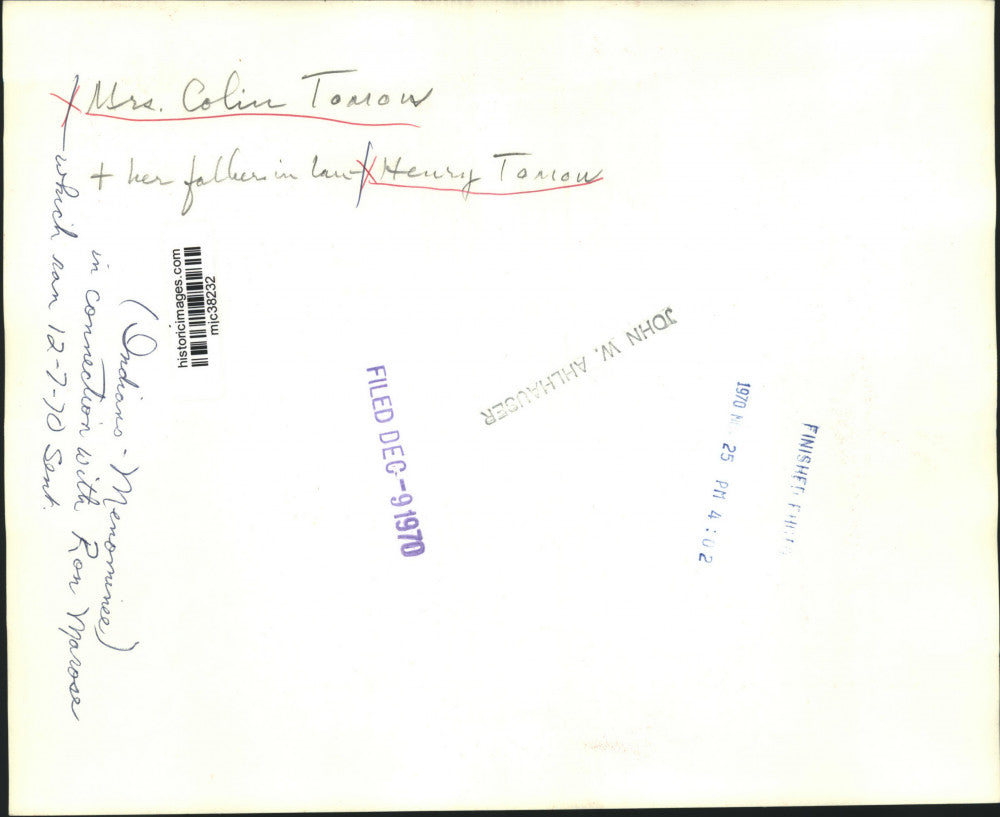 Mrs. Colin Tomow
+ her father in law Henry Tomow
(Indians - Menominee)
in connection with Ron Marose
which ran 12-7-70 Sent.
historicimages.com
mjc38232
FILED DEC-9 1970
JOHN W. AHLHAUSER
1970 25 PM 4:02
FINISHED